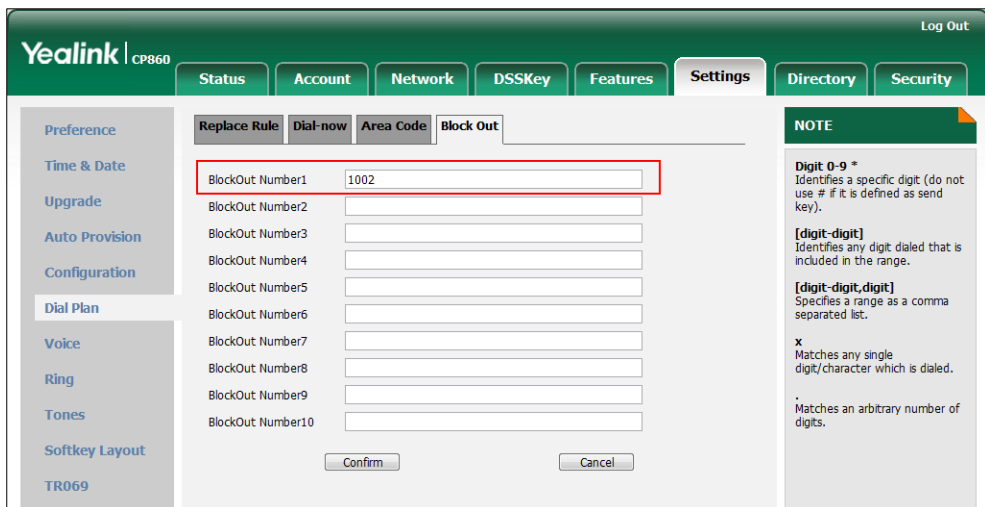 Log Out
Yealink CP860
Status Account Network DSSKey Features Settings Directory Security
Preference
Time & Date
Upgrade
Auto Provision
Configuration
Dial Plan
Voice
Ring
Tones
Softkey Layout
TR069
Replace Rule Dial-now Area Code Block Out
BlockOut Number1 1002
BlockOut Number2
BlockOut Number3
BlockOut Number4
BlockOut Number5
BlockOut Number6
BlockOut Number7
BlockOut Number8
BlockOut Number9
BlockOut Number10
Confirm Cancel
NOTE
Digit 0-9 *
Identifies a specific digit (do not
use # if it is defined as send
key).
[digit-digit]
Identifies any digit dialed that is
included in the range.
[digit-digit,digit]
Specifies a range as a comma
separated list.
x
Matches any single
digit/character which is dialed.
.
Matches an arbitrary number of
digits.